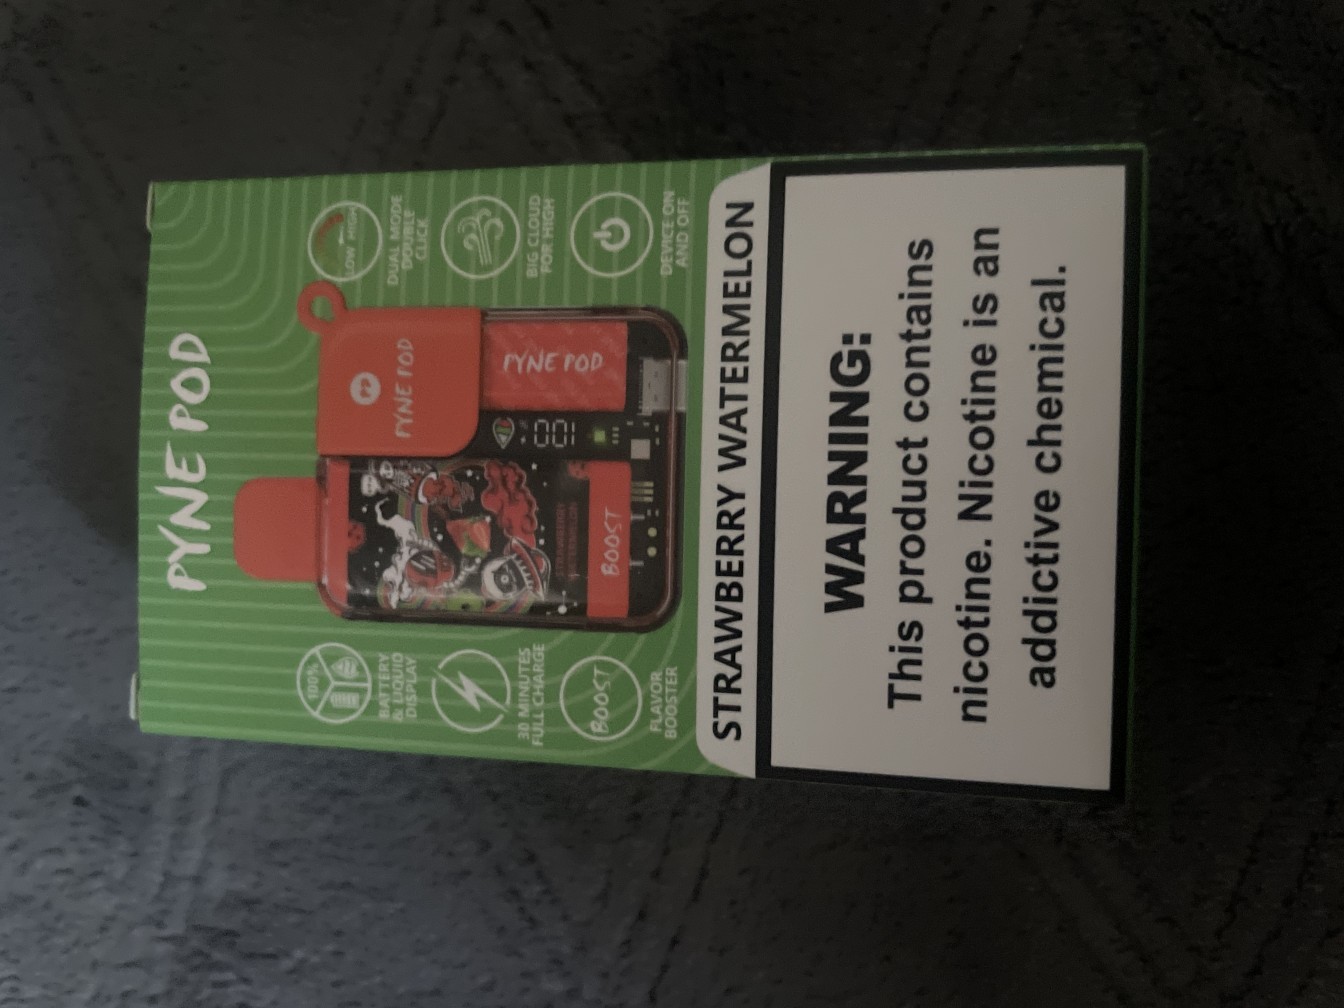 PYNE POD
100%
BATTERY
& LIQUID
DISPLAY
30 MINUTES
FULL CHARGE
BOOST
FLAVOR
BOOSTER
PYNE POD
PYNE POD
001
BOOST
LOW HIGH
DUAL MODE
DOUBLE
CLICK
BIG CLOUD
FOR HIGH
DEVICE ON
AND OFF
STRAWBERRY WATERMELON
WARNING:
This product contains
nicotine. Nicotine is an
addictive chemical.